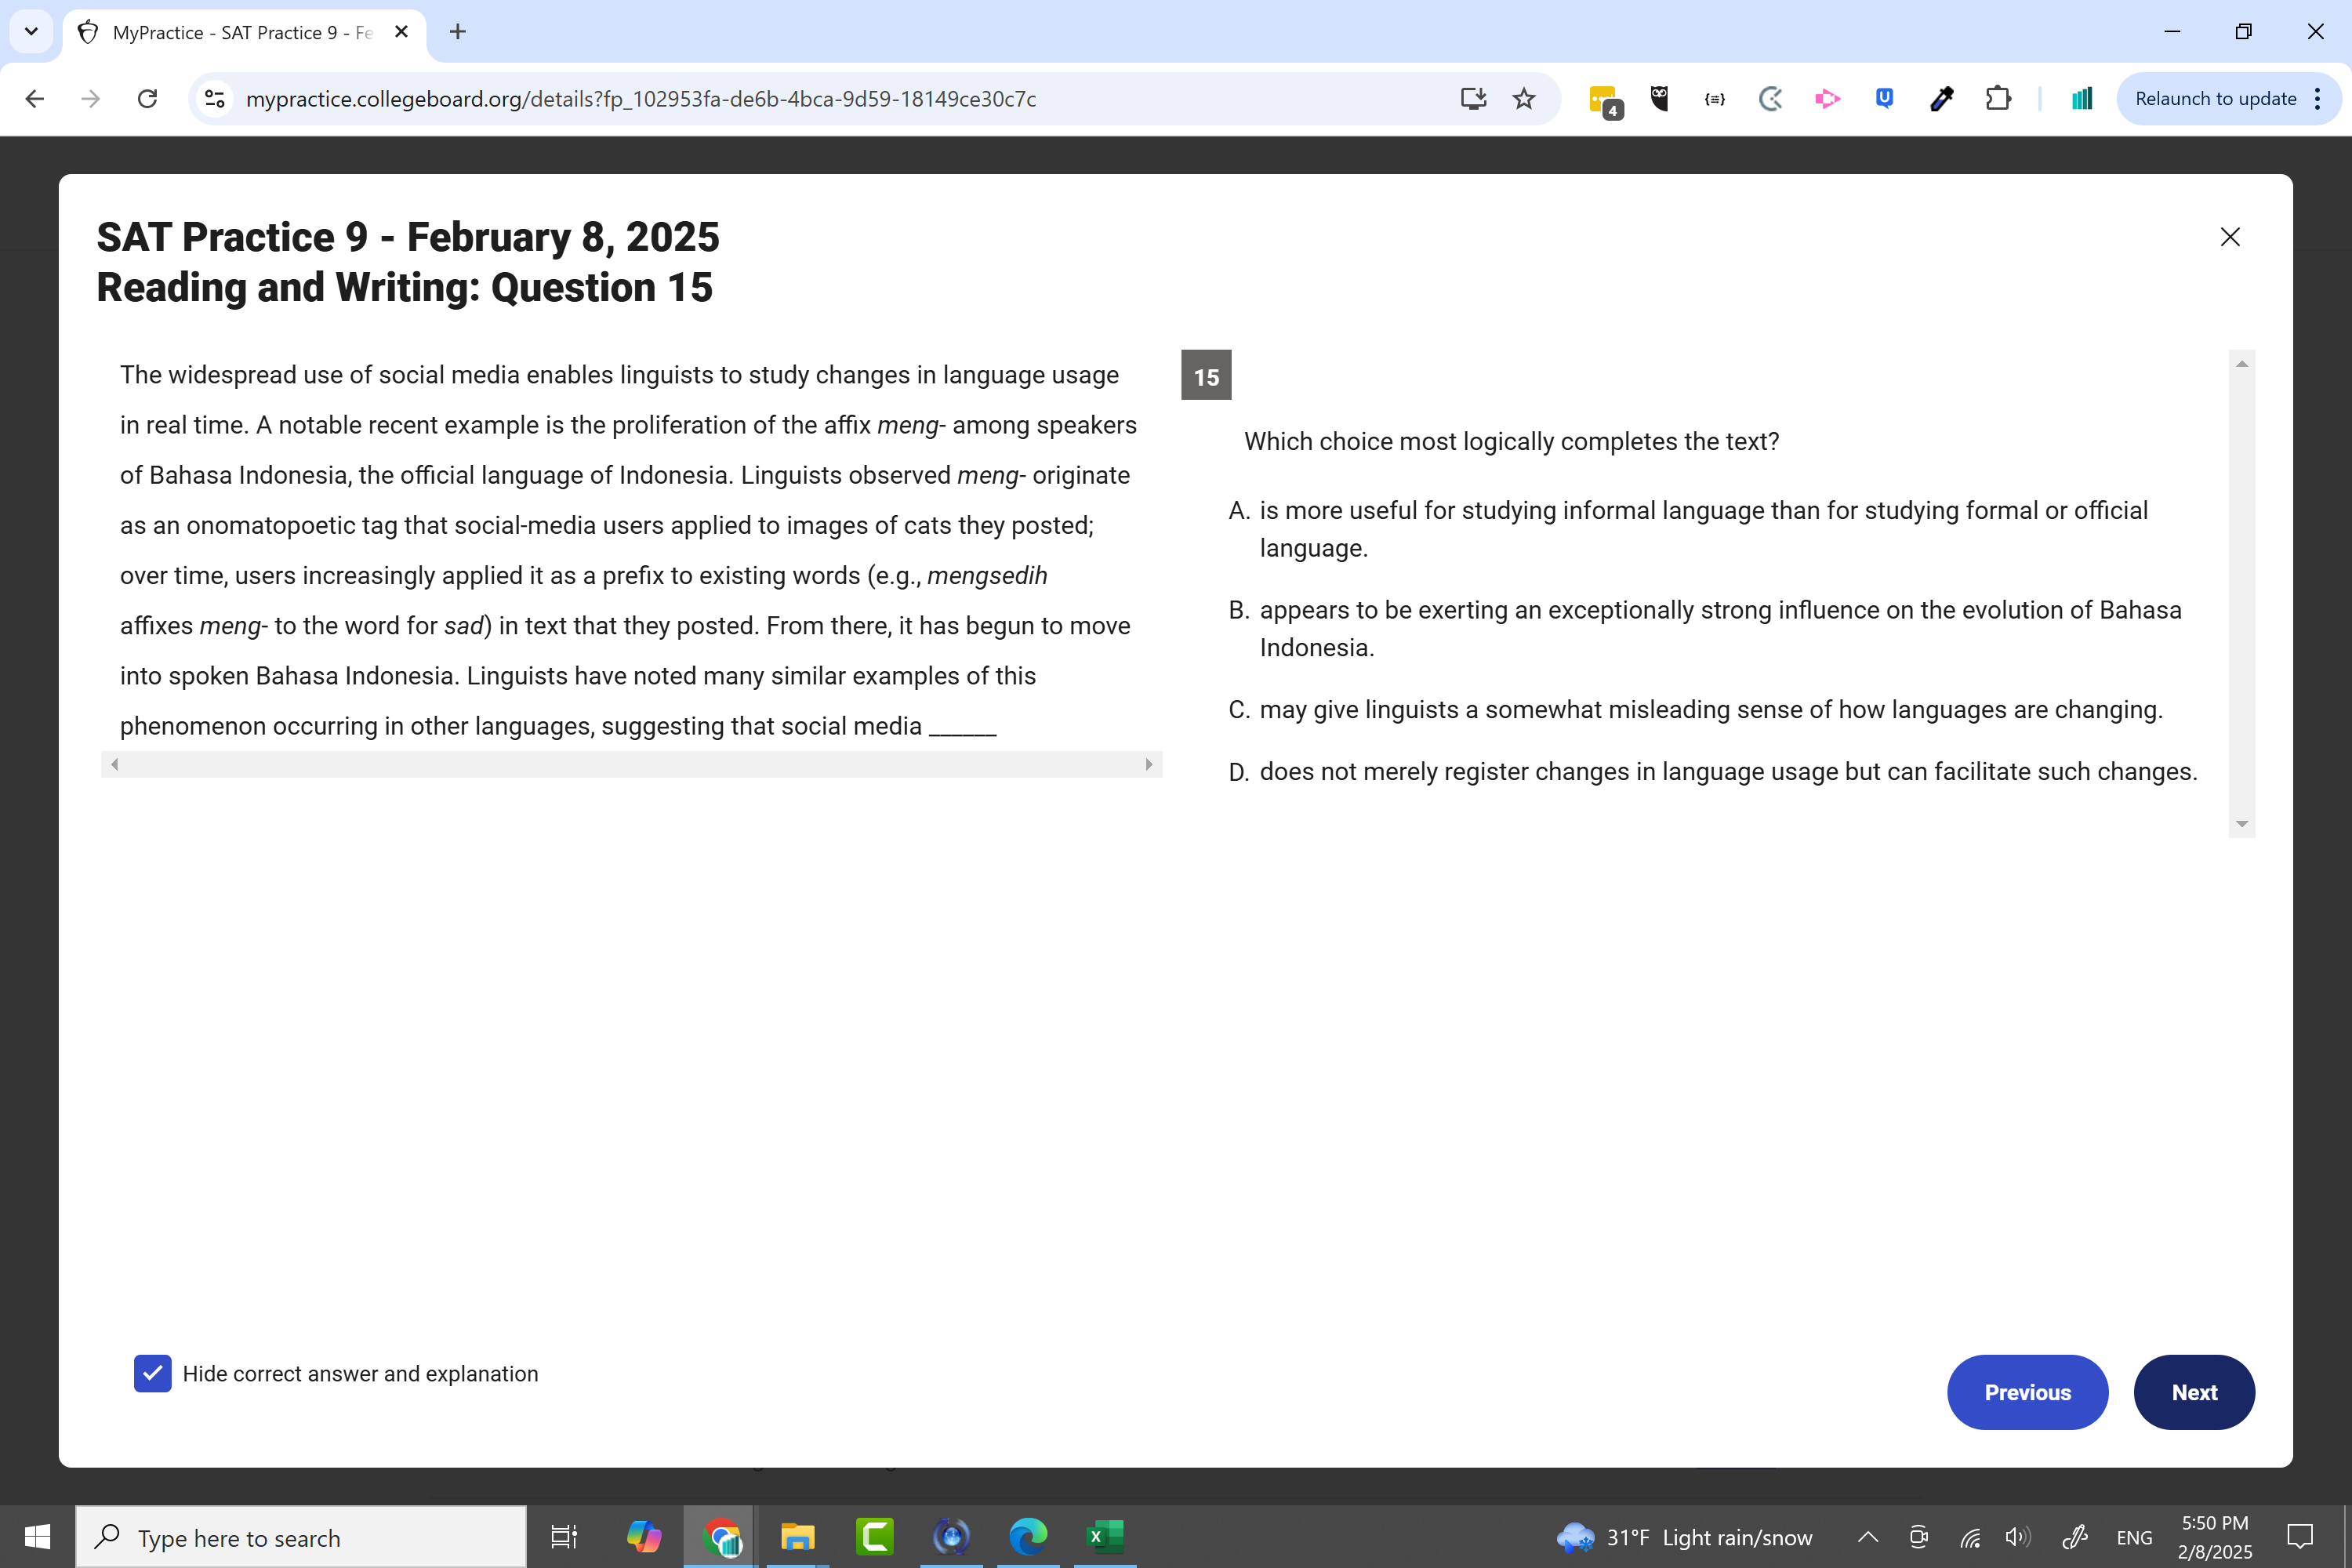 MyPractice - SAT Practice 9 - Fe
mypractice.collegeboard.org/details?fp_102953fa-de6b-4bca-9d59-18149ce30c7c
4
Relaunch to update
SAT Practice 9 - February 8, 2025
Reading and Writing: Question 15
The widespread use of social media enables linguists to study changes in language usage
in real time. A notable recent example is the proliferation of the affix meng- among speakers
of Bahasa Indonesia, the official language of Indonesia. Linguists observed meng- originate
as an onomatopoetic tag that social-media users applied to images of cats they posted;
over time, users increasingly applied it as a prefix to existing words (e.g., mengsedih
affixes meng- to the word for sad) in text that they posted. From there, it has begun to move
into spoken Bahasa Indonesia. Linguists have noted many similar examples of this
phenomenon occurring in other languages, suggesting that social media ______
15
Which choice most logically completes the text?
A. is more useful for studying informal language than for studying formal or official
language.
B. appears to be exerting an exceptionally strong influence on the evolution of Bahasa
Indonesia.
C. may give linguists a somewhat misleading sense of how languages are changing.
D. does not merely register changes in language usage but can facilitate such changes.
Hide correct answer and explanation
Previous
Next
Type here to search
31°F Light rain/snow
ENG
5:50 PM
2/8/2025